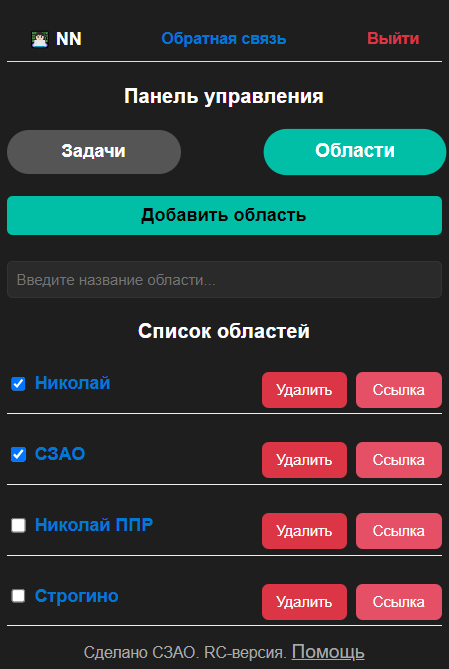 NN Обратная связь Выйти
Панель управления
Задачи Области
Добавить область
Введите название области...
Список областей
Николай Удалить Ссылка
СЗАО Удалить Ссылка
Николай ППР Удалить Ссылка
Строгино Удалить Ссылка
Сделано СЗАО. RC-версия. Помощь